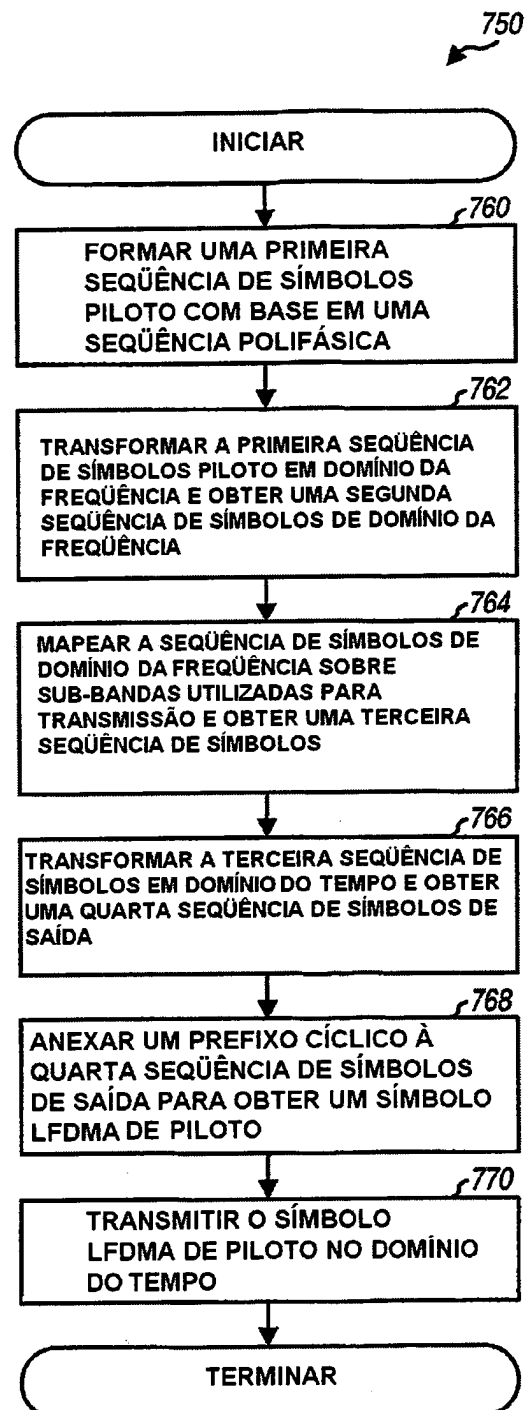 750
INICIAR
760
FORMAR UMA PRIMEIRA
SEQÜÊNCIA DE SÍMBOLOS
PILOTO COM BASE EM UMA
SEQÜÊNCIA POLIFÁSICA
762
TRANSFORMAR A PRIMEIRA SEQÜÊNCIA
DE SÍMBOLOS PILOTO EM DOMÍNIO DA
FREQÜÊNCIA E OBTER UMA SEGUNDA
SEQÜÊNCIA DE SÍMBOLOS DE DOMÍNIO DA
FREQÜÊNCIA
764
MAPEAR A SEQÜÊNCIA DE SÍMBOLOS DE
DOMÍNIO DA FREQÜÊNCIA SOBRE
SUB-BANDAS UTILIZADAS PARA
TRANSMISSÃO E OBTER UMA TERCEIRA
SEQÜÊNCIA DE SÍMBOLOS
766
TRANSFORMAR A TERCEIRA SEQÜÊNCIA DE
SÍMBOLOS EM DOMÍNIO DO TEMPO E OBTER
UMA QUARTA SEQÜÊNCIA DE SÍMBOLOS DE
SAÍDA
768
ANEXAR UM PREFIXO CÍCLICO À
QUARTA SEQÜÊNCIA DE SÍMBOLOS
DE SAÍDA PARA OBTER UM SÍMBOLO
LFDMA DE PILOTO
770
TRANSMITIR O SÍMBOLO
LFDMA DE PILOTO NO DOMÍNIO
DO TEMPO
TERMINAR